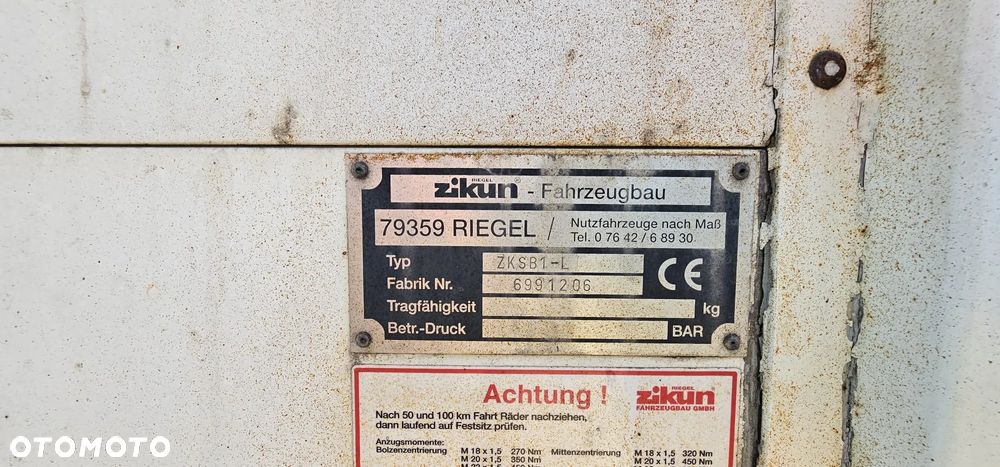 RIEGEL
zikun® - Fahrzeugbau
79359 RIEGEL / Nutzfahrzeuge nach Maß
Tel. 0 76 42 / 6 89 30
Typ ZKSB1-L
Fabrik Nr. 6991206
CE
Tragfähigkeit kg
Betr.-Druck BAR
Achtung !
RIEGEL
zikun
FAHRZEUGBAU GMBH
Nach 50 und 100 km Fahrt Räder nachziehen,
dann laufend auf Festsitz prüfen.
Anzugsmomente:
Bolzenzentrierung M 18 x 1,5 270 Nm Mittenzentrierung M 18 x 1,5 320 Nm
M 20 x 1,5 350 Nm M 20 x 1,5 450 Nm
OTOMOTO